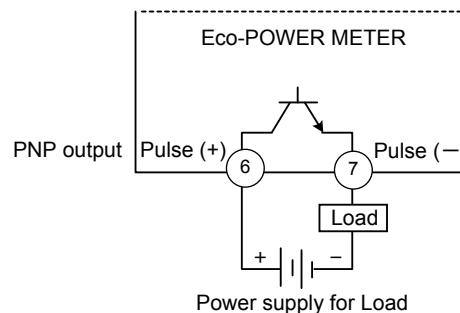 Eco-POWER METER
PNP output Pulse (+) 6 7 Pulse (—
Load
+ −
Power supply for Load